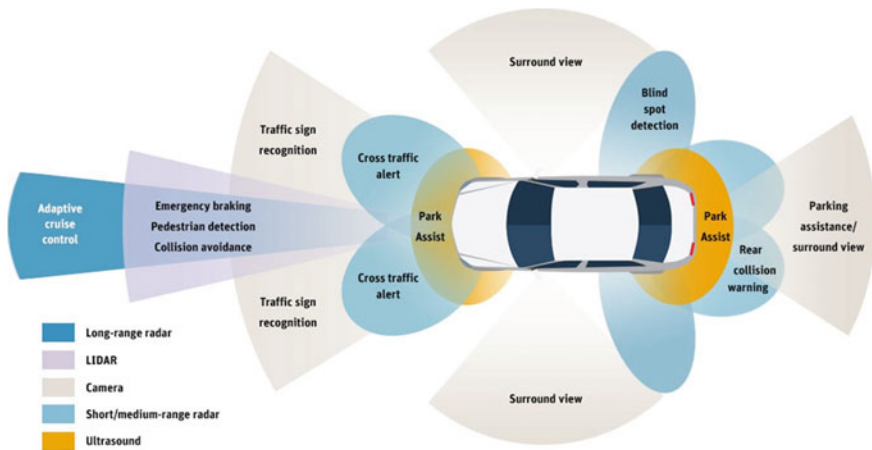 Surround view
Blind
spot
detection
Traffic sign
recognition
Cross traffic
alert
Adaptive
cruise
control
Emergency braking
Pedestrian detection
Collision avoidance
Park
Assist
Park
Assist
Parking
assistance/
surround view
Rear
collision
warning
Cross traffic
alert
Traffic sign
recognition
Surround view
Long-range radar
LIDAR
Camera
Short/medium-range radar
Ultrasound